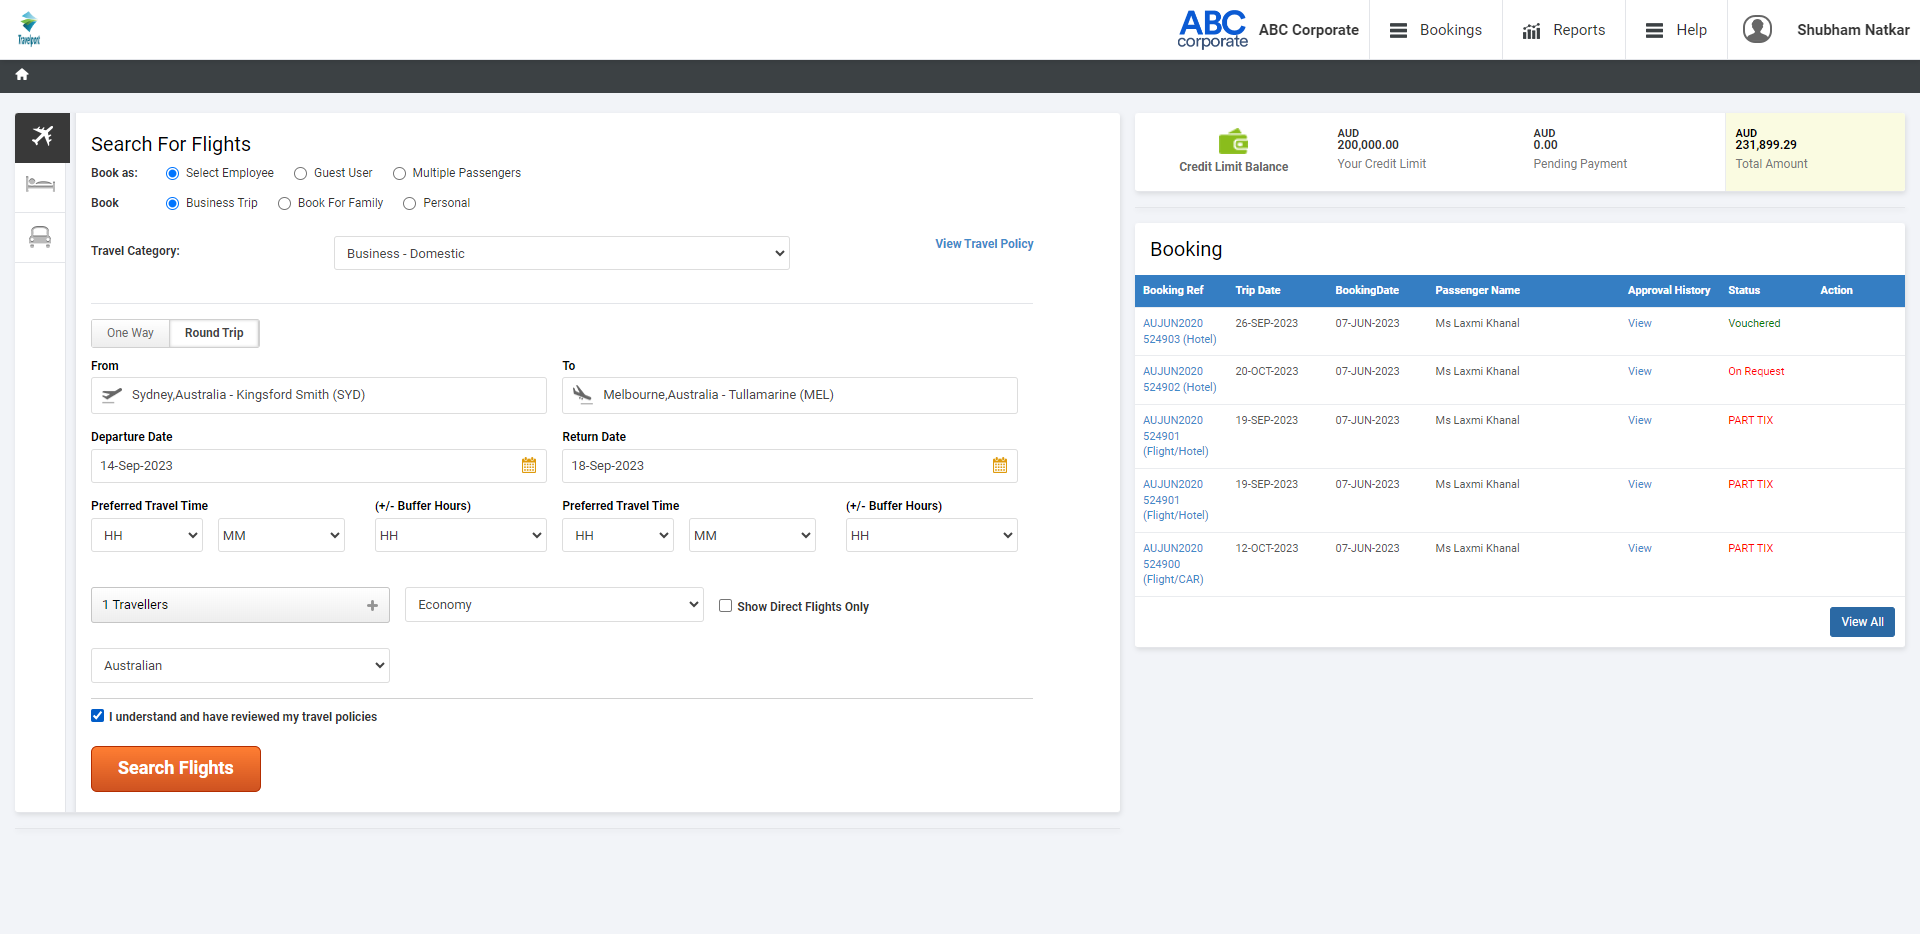 Travelport
ABC
corporate
ABC Corporate
Bookings
Reports
Help
Shubham Natkar
Search For Flights
Book as:
Select Employee
Guest User
Multiple Passengers
Book
Business Trip
Book For Family
Personal
Travel Category:
Business - Domestic
View Travel Policy
One Way
Round Trip
From
To
Sydney,Australia - Kingsford Smith (SYD)
Melbourne,Australia - Tullamarine (MEL)
Departure Date
Return Date
14-Sep-2023
18-Sep-2023
Preferred Travel Time
(+/- Buffer Hours)
Preferred Travel Time
(+/- Buffer Hours)
HH
MM
HH
HH
MM
HH
1 Travellers
Economy
Show Direct Flights Only
Australian
I understand and have reviewed my travel policies
Search Flights
Credit Limit Balance
AUD
200,000.00
Your Credit Limit
AUD
0.00
Pending Payment
AUD
231,899.29
Total Amount
Booking
Booking Ref Trip Date BookingDate Passenger Name Approval History Status Action
AUJUN2020 26-SEP-2023 07-JUN-2023 Ms Laxmi Khanal View Vouchered
524903 (Hotel)
AUJUN2020 20-OCT-2023 07-JUN-2023 Ms Laxmi Khanal View On Request
524902 (Hotel)
AUJUN2020 19-SEP-2023 07-JUN-2023 Ms Laxmi Khanal View PART TIX
524901
(Flight/Hotel)
AUJUN2020 19-SEP-2023 07-JUN-2023 Ms Laxmi Khanal View PART TIX
524901
(Flight/Hotel)
AUJUN2020 12-OCT-2023 07-JUN-2023 Ms Laxmi Khanal View PART TIX
524900
(Flight/CAR)
View All